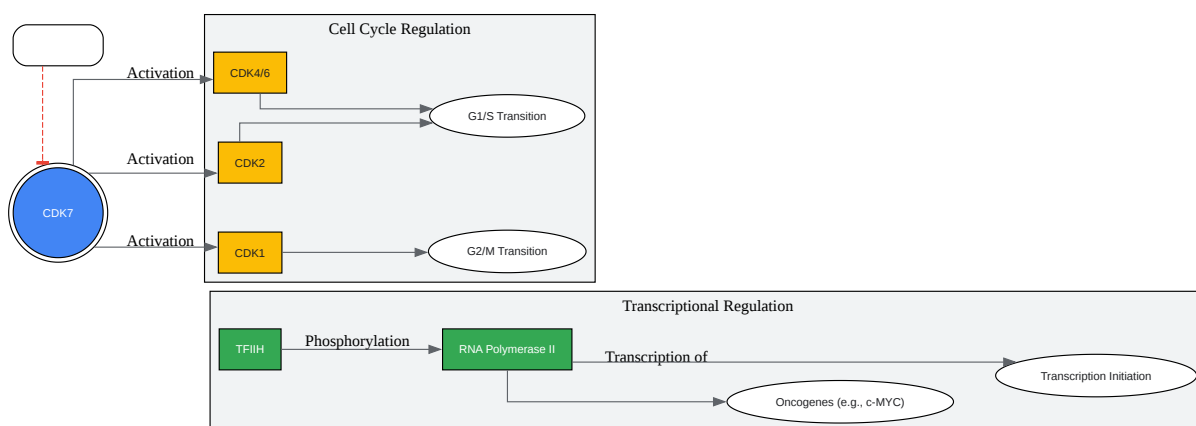 Cell Cycle Regulation
Activation
CDK4/6
G1/S Transition
Activation
CDK2
CDK7
Activation
CDK1
G2/M Transition
Transcriptional Regulation
TFIIH
Phosphorylation
RNA Polymerase II
Transcription of
Transcription Initiation
Oncogenes (e.g., c-MYC)